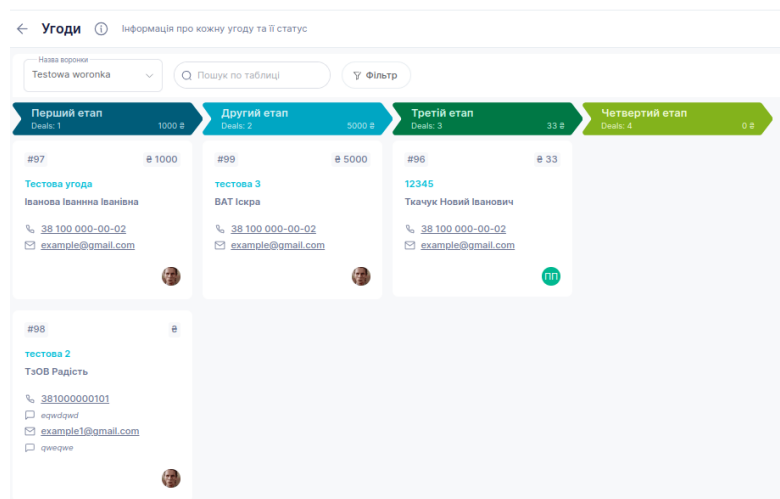 Угоди
Інформація про кожну угоду та її статус
Назва воронки
Testowa woronka
Пошук по таблиці
Фільтр
Перший етап
Deals: 1
1000 ₴
Другий етап
Deals: 2
5000 ₴
Третій етап
Deals: 3
33 ₴
Четвертий етап
Deals: 4
0 ₴
#97
₴ 1000
Тестова угода
Іванова Іваннна Іванівна
38 100 000-00-02
example@gmail.com
#99
₴ 5000
тестова 3
ВАТ Іскра
38 100 000-00-02
example@gmail.com
#96
₴ 33
12345
Ткачук Новий Іванович
38 100 000-00-02
example@gmail.com
ПП
#98
₴
тестова 2
ТзОВ Радість
381000000101
eqwdqwd
example1@gmail.com
qweqwe